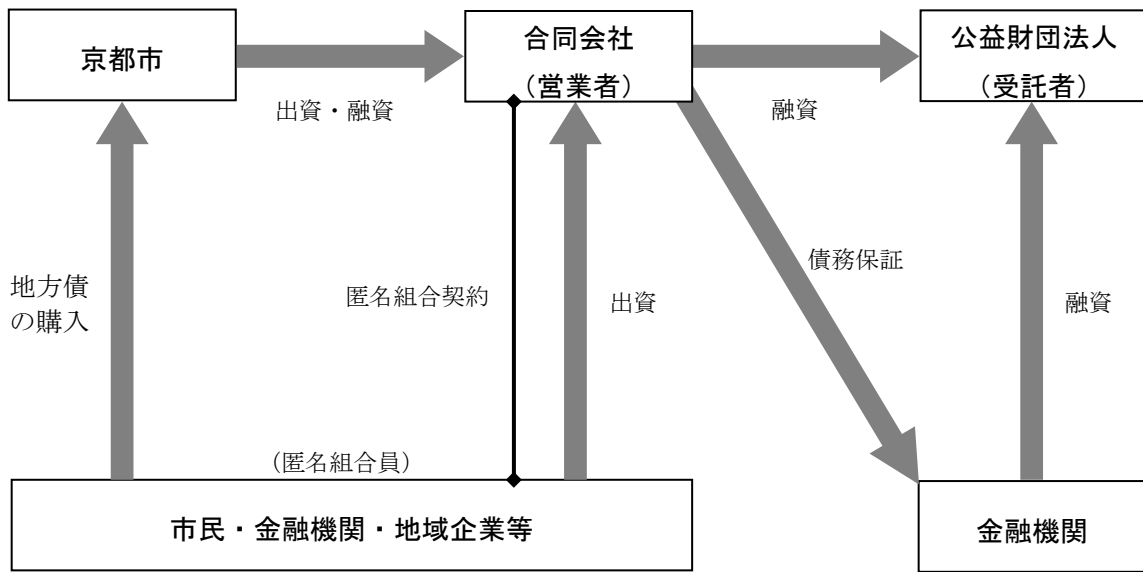 京都市
合同会社
（営業者）
公益財団法人
（受託者）
出資・融資
融資
地方債
の購入
匿名組合契約
出資
債務保証
融資
（匿名組合員）
市民・金融機関・地域企業等
金融機関